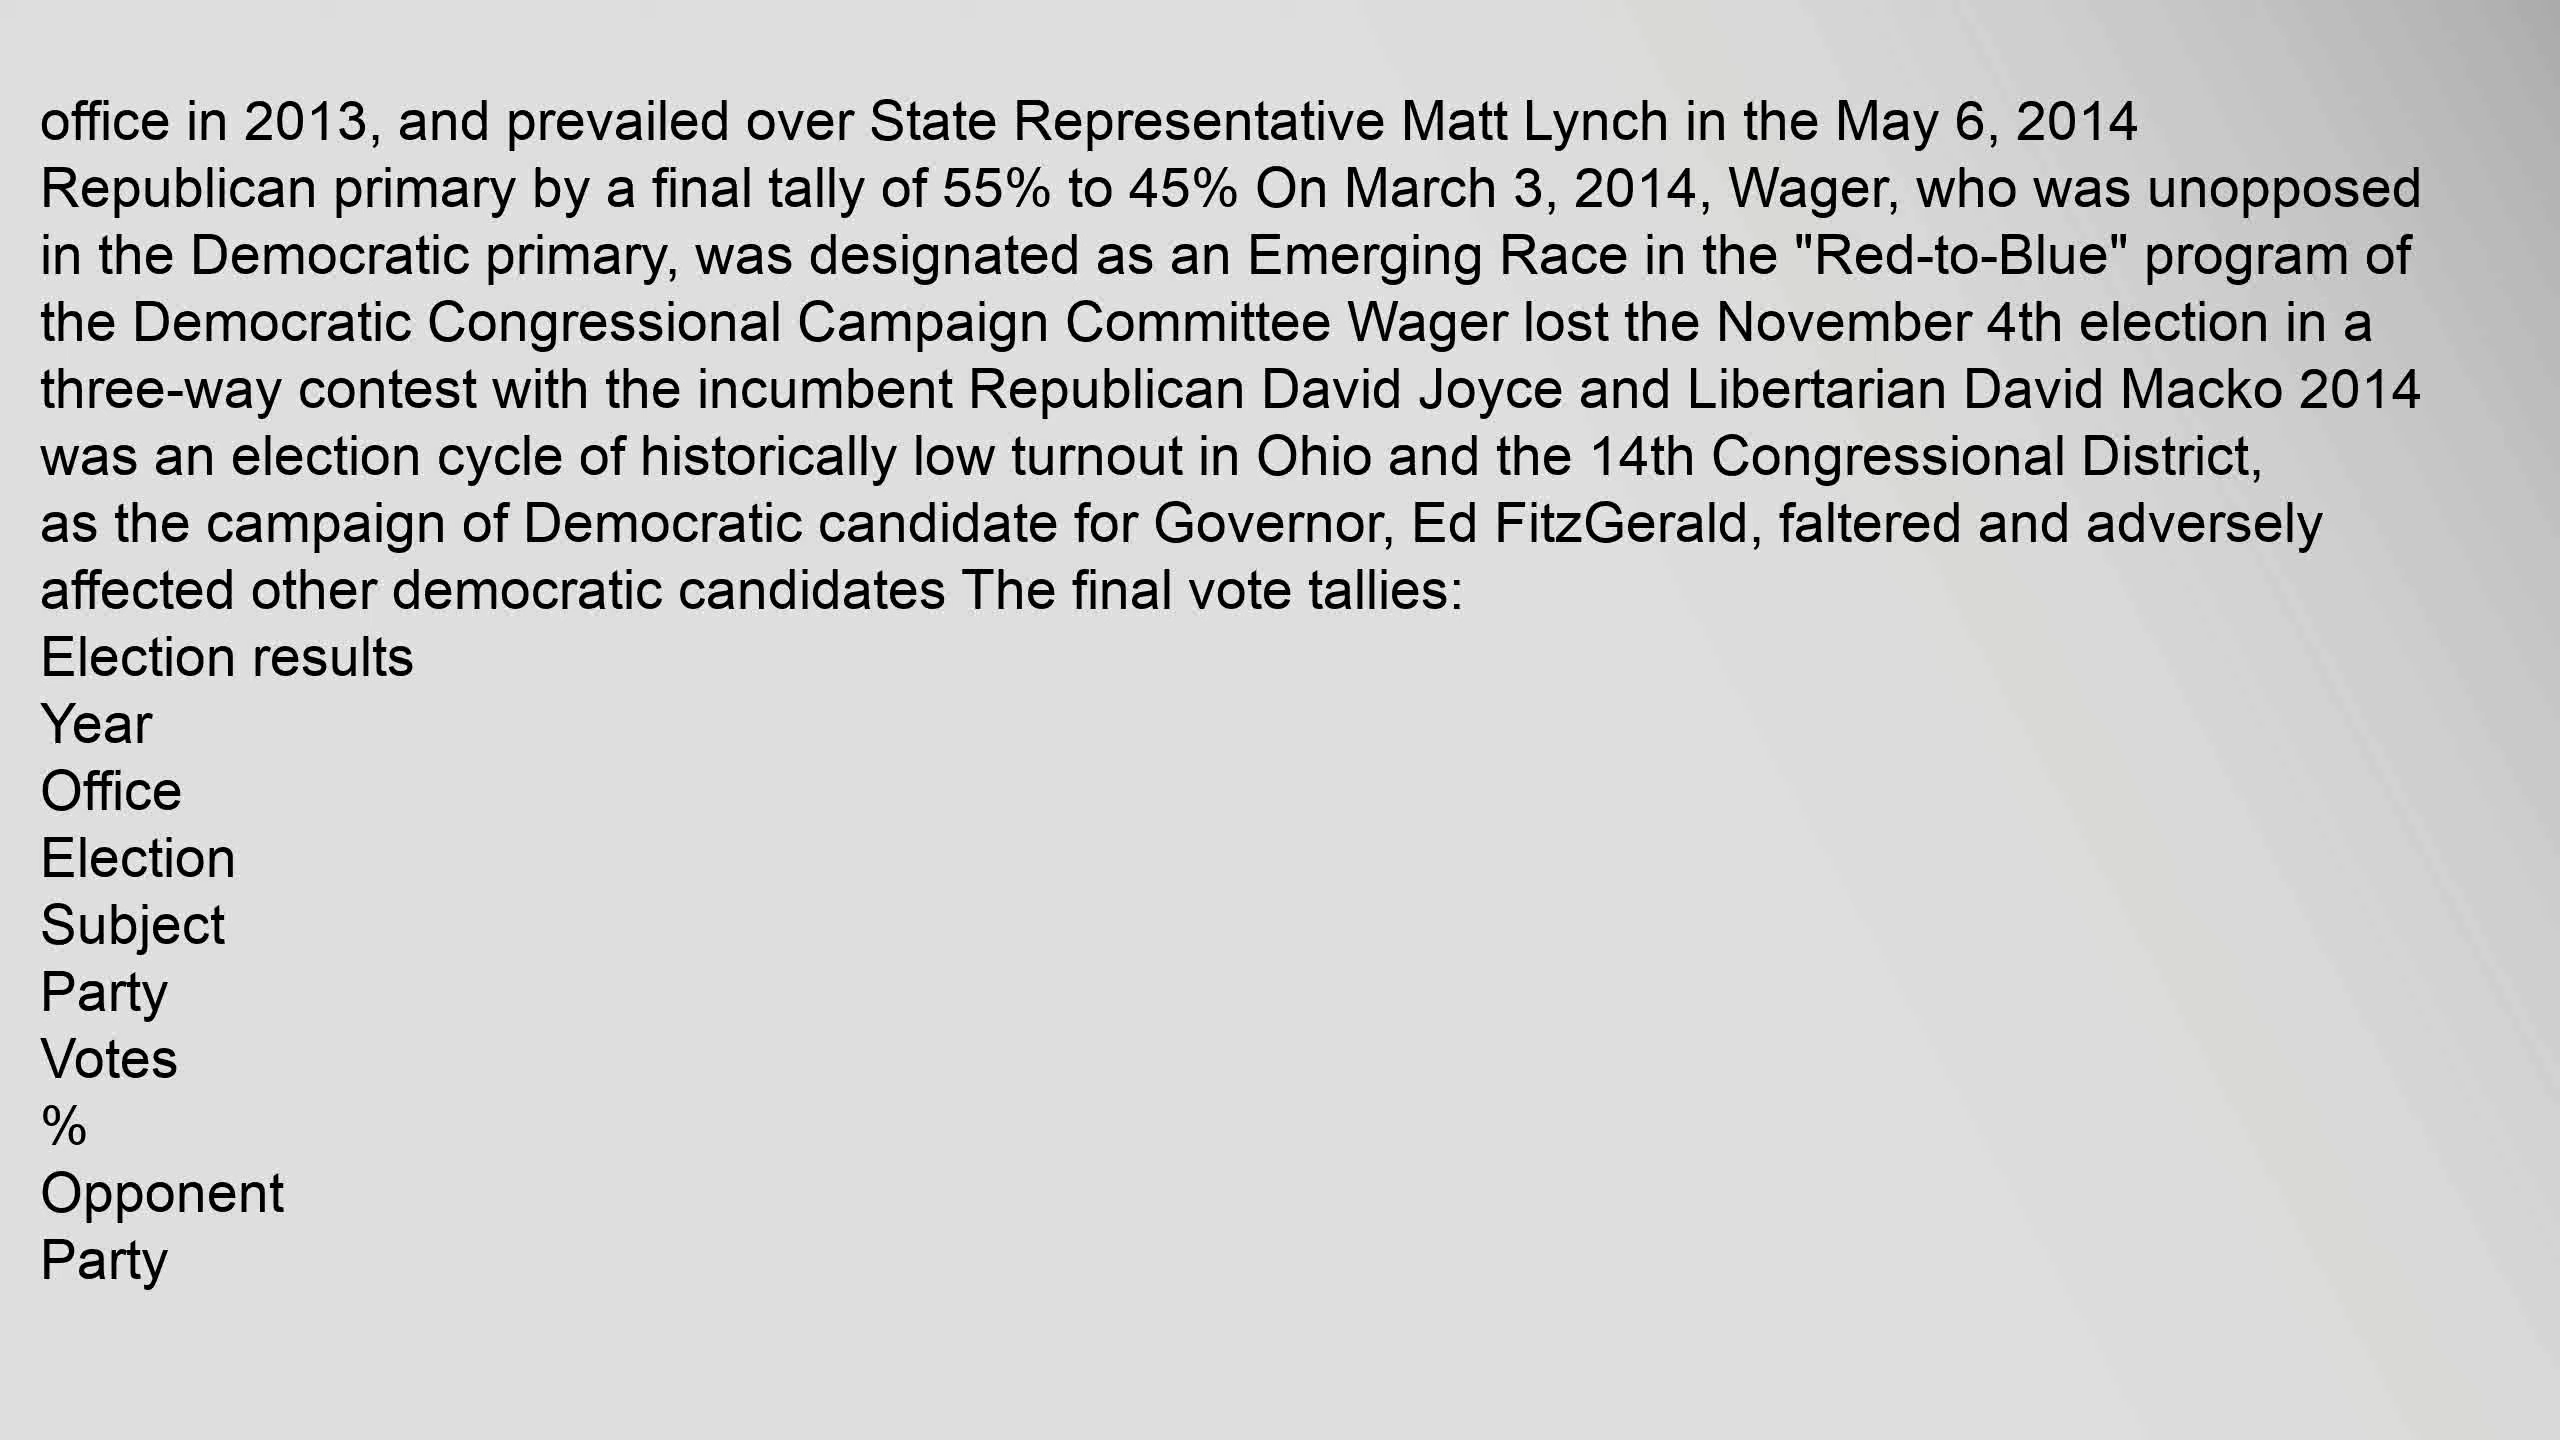 office in 2013, and prevailed over State Representative Matt Lynch in the May 6, 2014
Republican primary by a final tally of 55% to 45% On March 3, 2014, Wager, who was unopposed
in the Democratic primary, was designated as an Emerging Race in the "Red-to-Blue" program of
the Democratic Congressional Campaign Committee Wager lost the November 4th election in a
three-way contest with the incumbent Republican David Joyce and Libertarian David Macko 2014
was an election cycle of historically low turnout in Ohio and the 14th Congressional District,
as the campaign of Democratic candidate for Governor, Ed FitzGerald, faltered and adversely
affected other democratic candidates The final vote tallies:
Election results
Year
Office
Election
Subject
Party
Votes
%
Opponent
Party